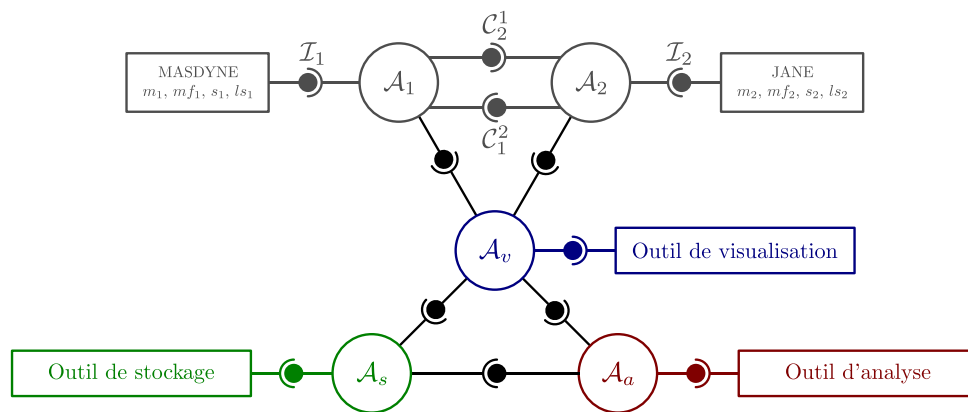 𝒞₂¹
ℐ₁
ℐ₂
MASDYNE
m₁, mf₁, s₁, ls₁
𝒜₁
𝒜₂
JANE
m₂, mf₂, s₂, ls₂
𝒞₁²
𝒜ᵥ
Outil de visualisation
Outil de stockage
𝒜ₛ
𝒜ₐ
Outil d'analyse